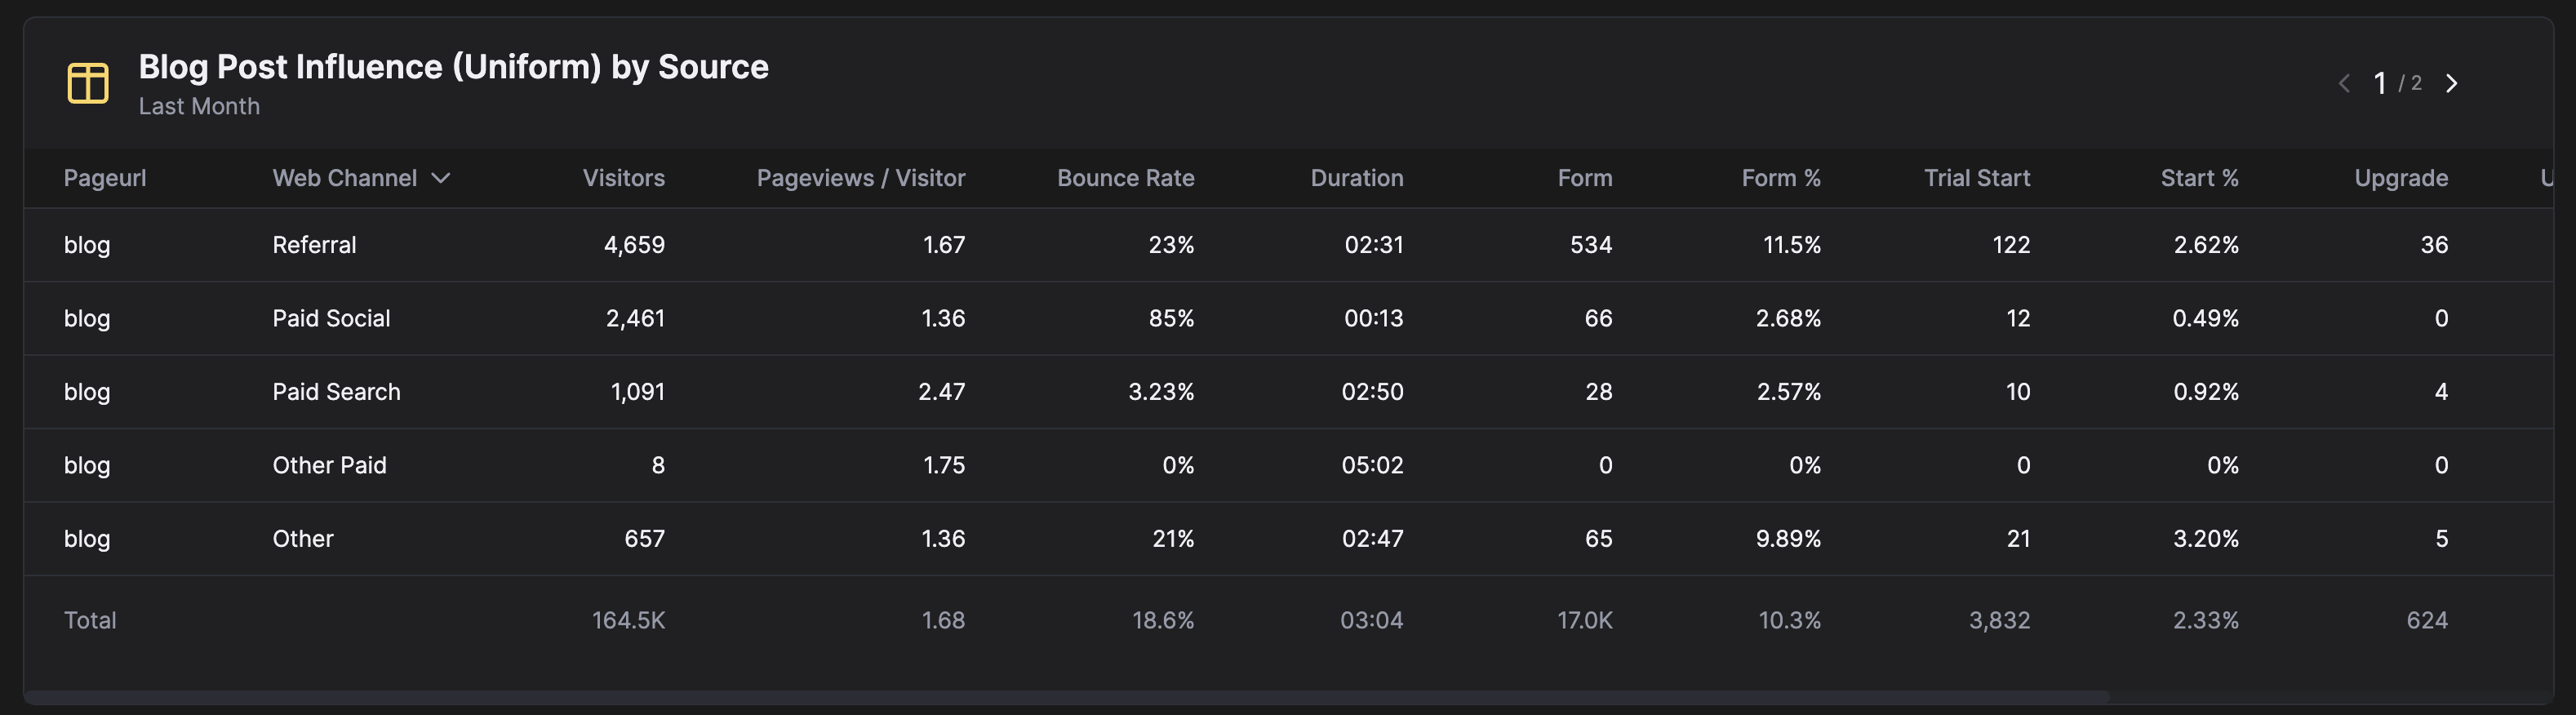 Blog Post Influence (Uniform) by Source
Last Month
1 / 2
Pageurl Web Channel Visitors Pageviews / Visitor Bounce Rate Duration Form Form % Trial Start Start % Upgrade
blog Referral 4,659 1.67 23% 02:31 534 11.5% 122 2.62% 36
blog Paid Social 2,461 1.36 85% 00:13 66 2.68% 12 0.49% 0
blog Paid Search 1,091 2.47 3.23% 02:50 28 2.57% 10 0.92% 4
blog Other Paid 8 1.75 0% 05:02 0 0% 0 0% 0
blog Other 657 1.36 21% 02:47 65 9.89% 21 3.20% 5
Total 164.5K 1.68 18.6% 03:04 17.0K 10.3% 3,832 2.33% 624